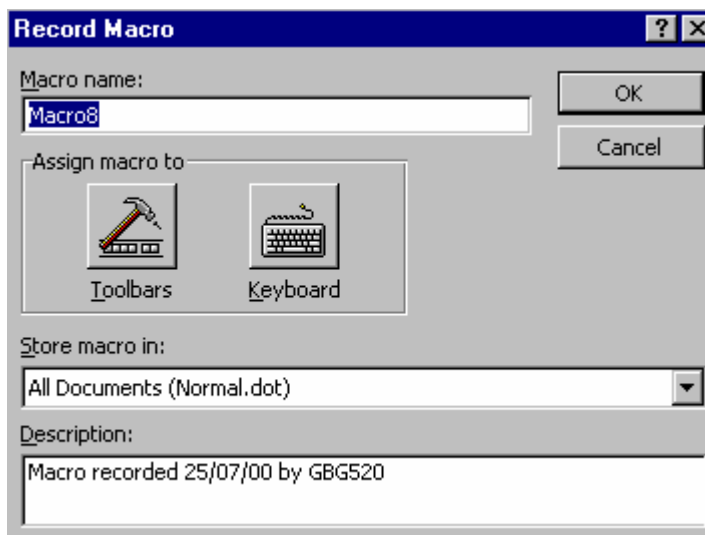 Record Macro
Macro name:
OK
Macro8
Cancel
Assign macro to
Toolbars Keyboard
Store macro in:
All Documents (Normal.dot)
Description:
Macro recorded 25/07/00 by GBG520